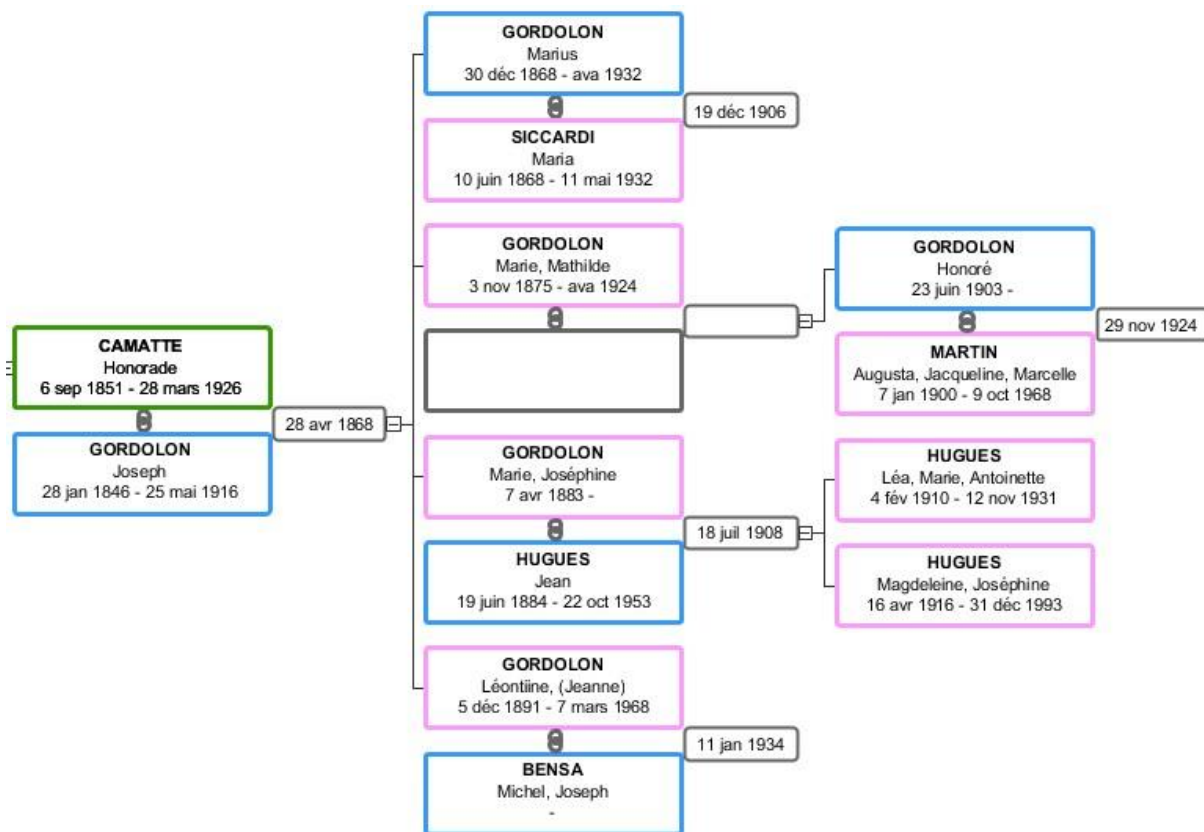 GORDOLON
Marius
30 déc 1868 - ava 1932
19 déc 1906
SICCARDI
Maria
10 juin 1868 - 11 mai 1932
GORDOLON
Marie, Mathilde
3 nov 1875 - ava 1924
GORDOLON
Honoré
23 juin 1903 -
29 nov 1924
MARTIN
Augusta, Jacqueline, Marcelle
7 jan 1900 - 9 oct 1968
CAMATTE
Honorade
6 sep 1851 - 28 mars 1926
28 avr 1868
GORDOLON
Joseph
28 jan 1846 - 25 mai 1916
GORDOLON
Marie, Joséphine
7 avr 1883 -
18 juil 1908
HUGUES
Jean
19 juin 1884 - 22 oct 1953
HUGUES
Léa, Marie, Antoinette
4 fév 1910 - 12 nov 1931
HUGUES
Magdeleine, Joséphine
16 avr 1916 - 31 déc 1993
GORDOLON
Léontiine, (Jeanne)
5 déc 1891 - 7 mars 1968
11 jan 1934
BENSA
Michel, Joseph
-